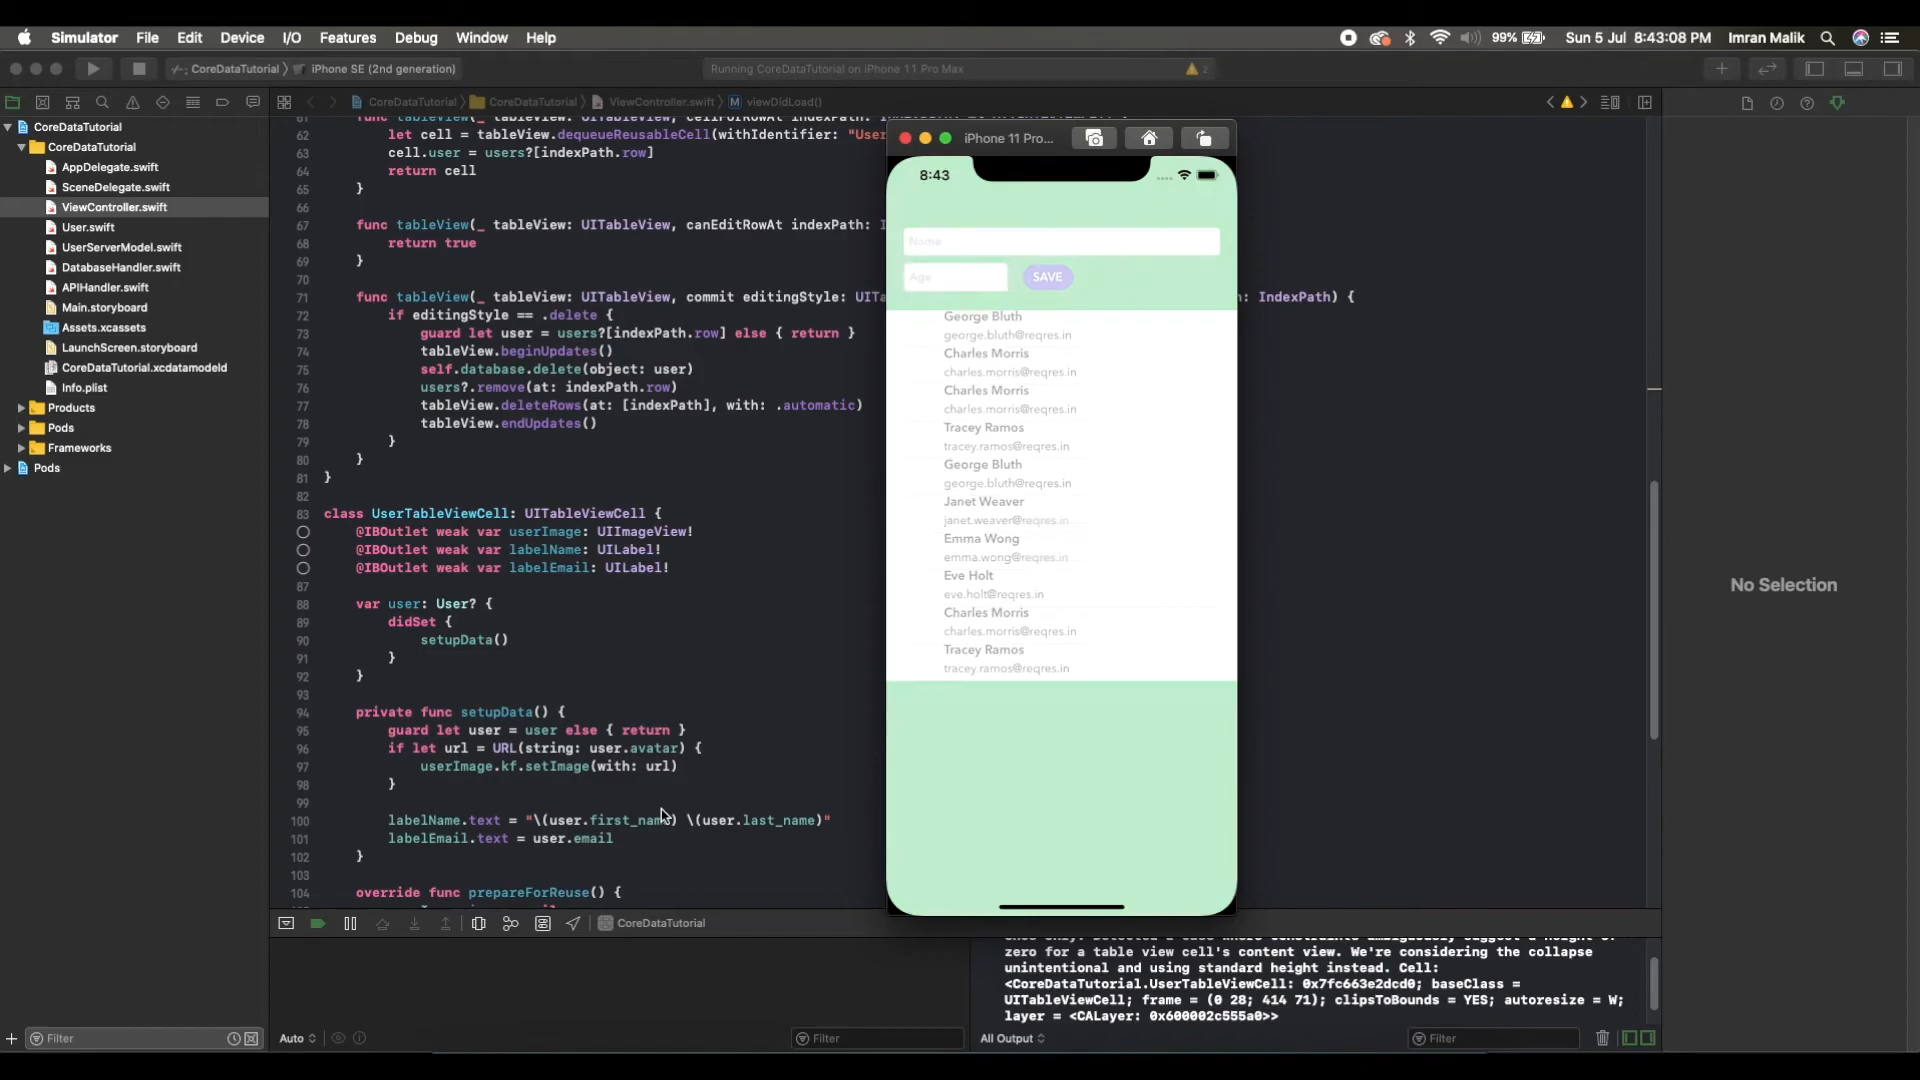 Simulator File Edit Device I/O Features Debug Window Help
99% Sun 5 Jul 8:43:08 PM Imran Malik
CoreDataTutorial iPhone SE (2nd generation)
Running CoreDataTutorial on iPhone 11 Pro Max
2
CoreDataTutorial CoreDataTutorial ViewController.swift M viewDidLoad()
CoreDataTutorial
CoreDataTutorial
AppDelegate.swift
SceneDelegate.swift
ViewController.swift
User.swift
UserServerModel.swift
DatabaseHandler.swift
APIHandler.swift
Main.storyboard
Assets.xcassets
LaunchScreen.storyboard
CoreDataTutorial.xcdatamodeld
Info.plist
Products
Pods
Frameworks
Pods
Filter
61 func tableView(_ tableView: UITableView, cellForRowAt
62 let cell = tableView.dequeueReusableCell(withIdentifier: "User
63 cell.user = users?[indexPath.row]
64 return cell
65 }
66
67 func tableView(_ tableView: UITableView, canEditRowAt indexPath: I
68 return true
69 }
70
71 func tableView(_ tableView: UITableView, commit editingStyle: UITa
: IndexPath) {
72 if editingStyle == .delete {
73 guard let user = users?[indexPath.row] else { return }
74 tableView.beginUpdates()
75 self.database.delete(object: user)
76 users?.remove(at: indexPath.row)
77 tableView.deleteRows(at: [indexPath], with: .automatic)
78 tableView.endUpdates()
79 }
80 }
81 }
82
83 class UserTableViewCell: UITableViewCell {
@IBOutlet weak var userImage: UIImageView!
@IBOutlet weak var labelName: UILabel!
@IBOutlet weak var labelEmail: UILabel!
87
88 var user: User? {
89 didSet {
90 setupData()
91 }
92 }
93
94 private func setupData() {
95 guard let user = user else { return }
96 if let url = URL(string: user.avatar) {
97 userImage.kf.setImage(with: url)
98 }
99
100 labelName.text = "\(user.first_name) \(user.last_name)"
101 labelEmail.text = user.email
102 }
103
104 override func prepareForReuse() {
iPhone 11 Pro...
8:43
Name
Age SAVE
George Bluth
george.bluth@reqres.in
Charles Morris
charles.morris@reqres.in
Charles Morris
charles.morris@reqres.in
Tracey Ramos
tracey.ramos@reqres.in
George Bluth
george.bluth@reqres.in
Janet Weaver
janet.weaver@reqres.in
Emma Wong
emma.wong@reqres.in
Eve Holt
eve.holt@reqres.in
Charles Morris
charles.morris@reqres.in
Tracey Ramos
tracey.ramos@reqres.in
No Selection
CoreDataTutorial
zero for a table view cell's content view. We're considering the collapse
unintentional and using standard height instead. Cell:
<CoreDataTutorial.UserTableViewCell: 0x7fc663e2dcd0; baseClass =
UITableViewCell; frame = (0 28; 414 71); clipsToBounds = YES; autoresize = W;
layer = <CALayer: 0x600002c555a0>>
Auto Filter All Output Filter